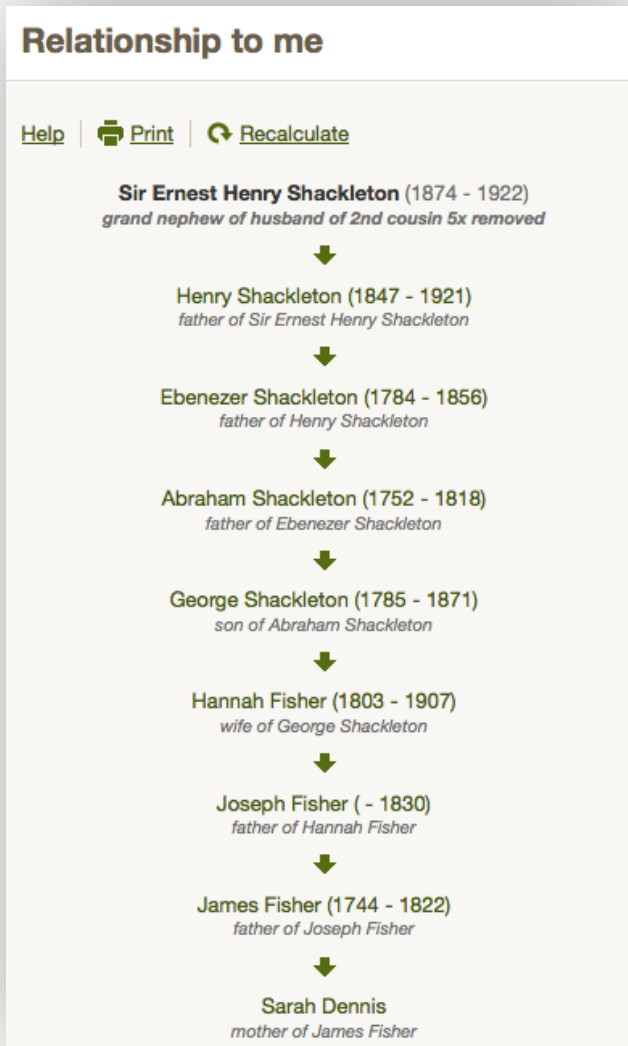 Relationship to me
Help Print Recalculate
Sir Ernest Henry Shackleton (1874 - 1922)
grand nephew of husband of 2nd cousin 5x removed
Henry Shackleton (1847 - 1921)
father of Sir Ernest Henry Shackleton
Ebenezer Shackleton (1784 - 1856)
father of Henry Shackleton
Abraham Shackleton (1752 - 1818)
father of Ebenezer Shackleton
George Shackleton (1785 - 1871)
son of Abraham Shackleton
Hannah Fisher (1803 - 1907)
wife of George Shackleton
Joseph Fisher ( - 1830)
father of Hannah Fisher
James Fisher (1744 - 1822)
father of Joseph Fisher
Sarah Dennis
mother of James Fisher